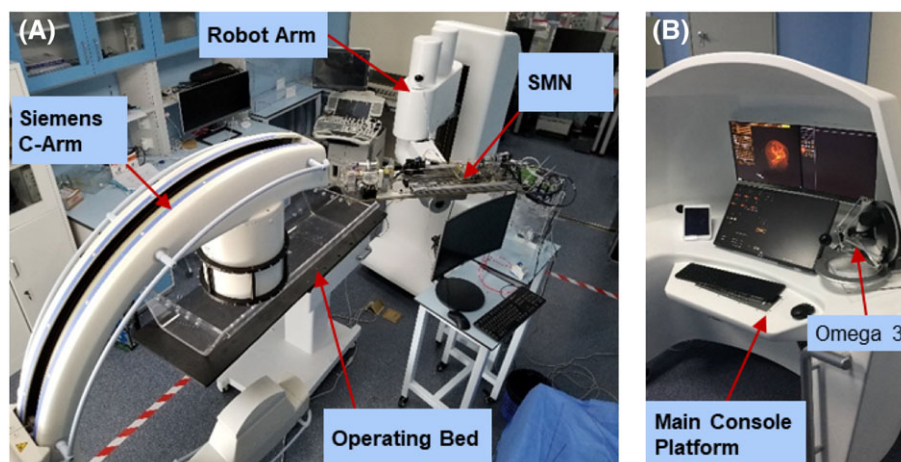 (A)
Robot Arm
SMN
Siemens
C-Arm
Operating Bed
(B)
Omega 3
Main Console
Platform